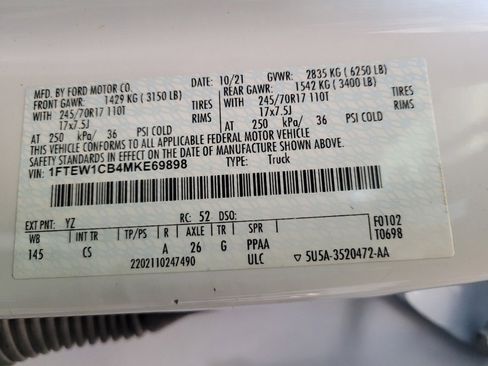 MFD. BY FORD MOTOR CO.
DATE: 10/21 GVWR: 2835 KG ( 6250 LB)
FRONT GAWR: 1429 KG ( 3150 LB) REAR GAWR: 1542 KG ( 3400 LB)
WITH 245/70R17 110T TIRES WITH 245/70R17 110T TIRES
17x7.5J RIMS 17x7.5J RIMS
AT 250 kPa/ 36 PSI COLD AT 250 kPa/ 36 PSI COLD
THIS VEHICLE CONFORMS TO ALL APPLICABLE FEDERAL MOTOR VEHICLE
SAFETY STANDARDS IN EFFECT ON THE DATE OF MANUFACTURE SHOWN ABOVE.
VIN: 1FTEW1CB4MKE69898 TYPE: Truck
EXT PNT: YZ RC: 52 DSO:
WB INT TR TP/PS R AXLE TR SPR
145 CS A 26 G PPAA
2202110247490 ULC
F0102
T0698
5U5A-3520472-AA